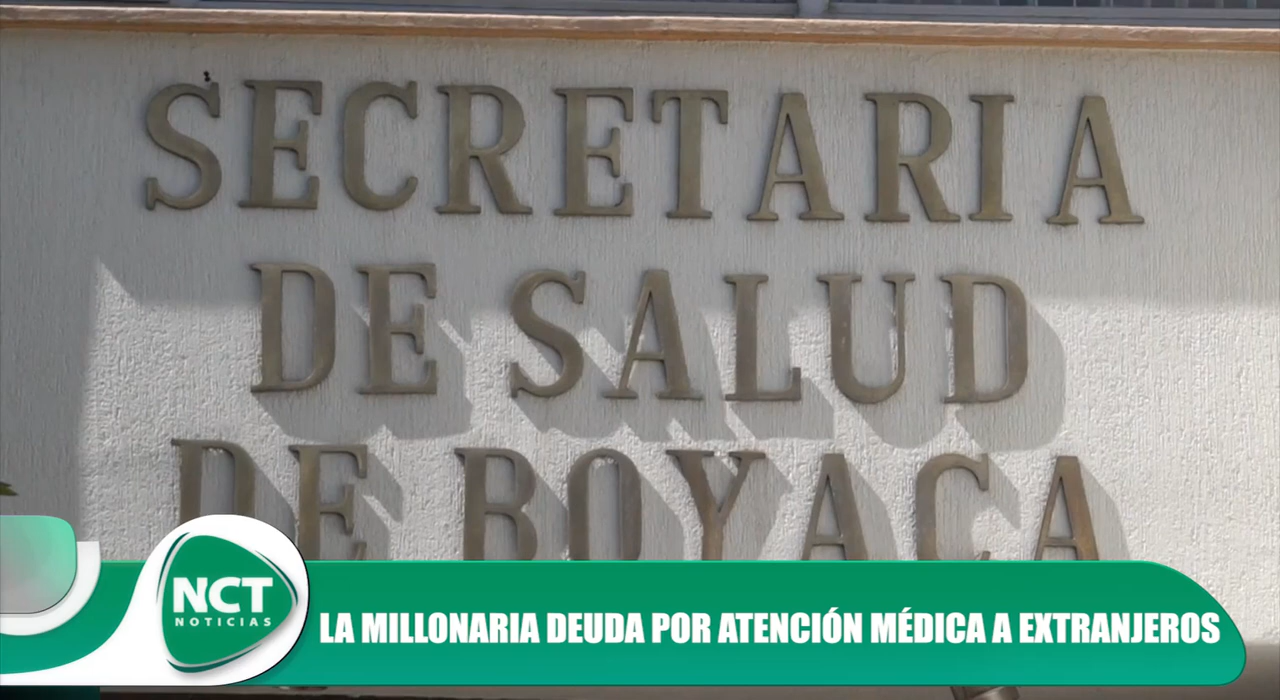 SECRETARIA
DE SALUD
DE BOYACA
NCT
NOTICIAS
LA MILLONARIA DEUDA POR ATENCIÓN MÉDICA A EXTRANJEROS